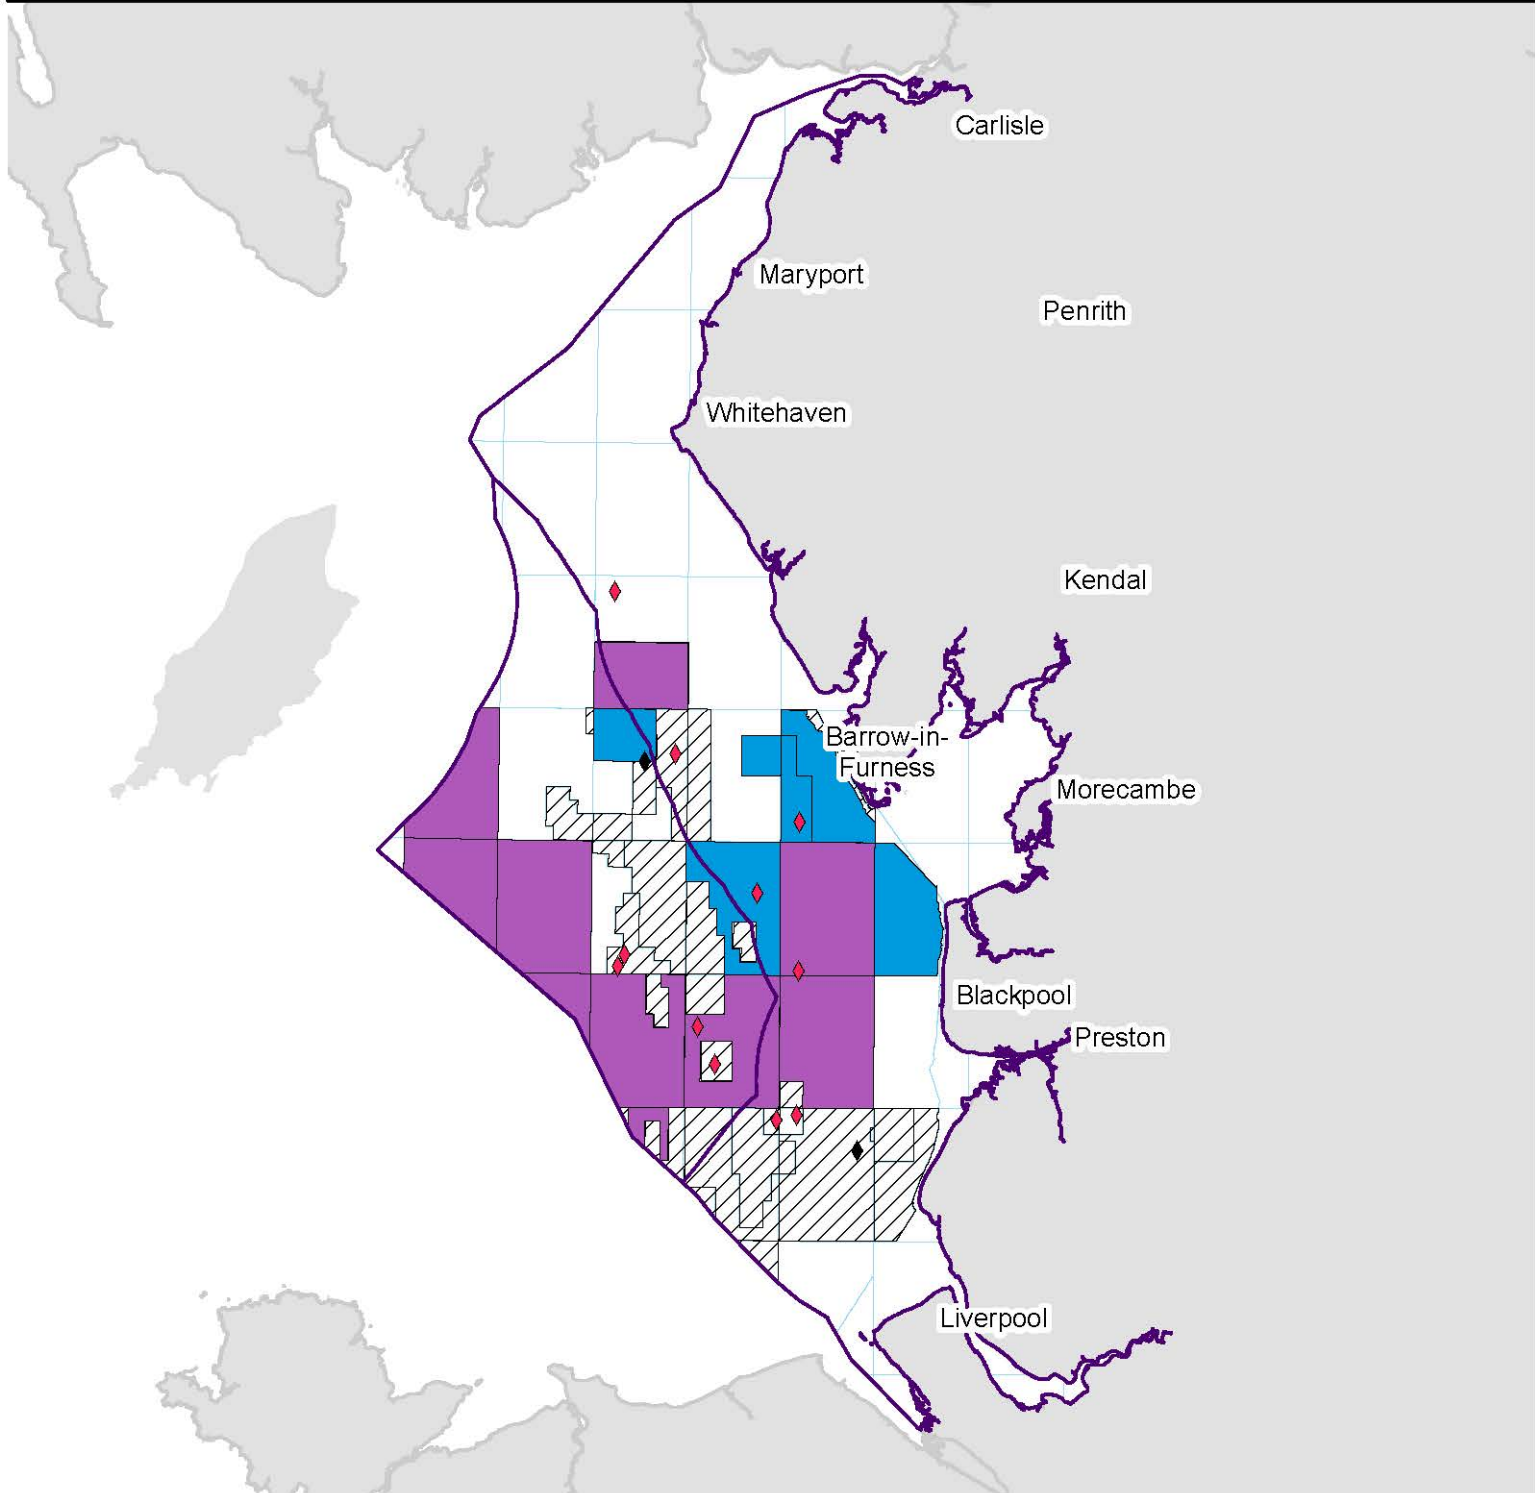 Carlisle
Maryport
Penrith
Whitehaven
Kendal
Barrow-in-
Furness
Morecambe
Blackpool
Preston
Liverpool